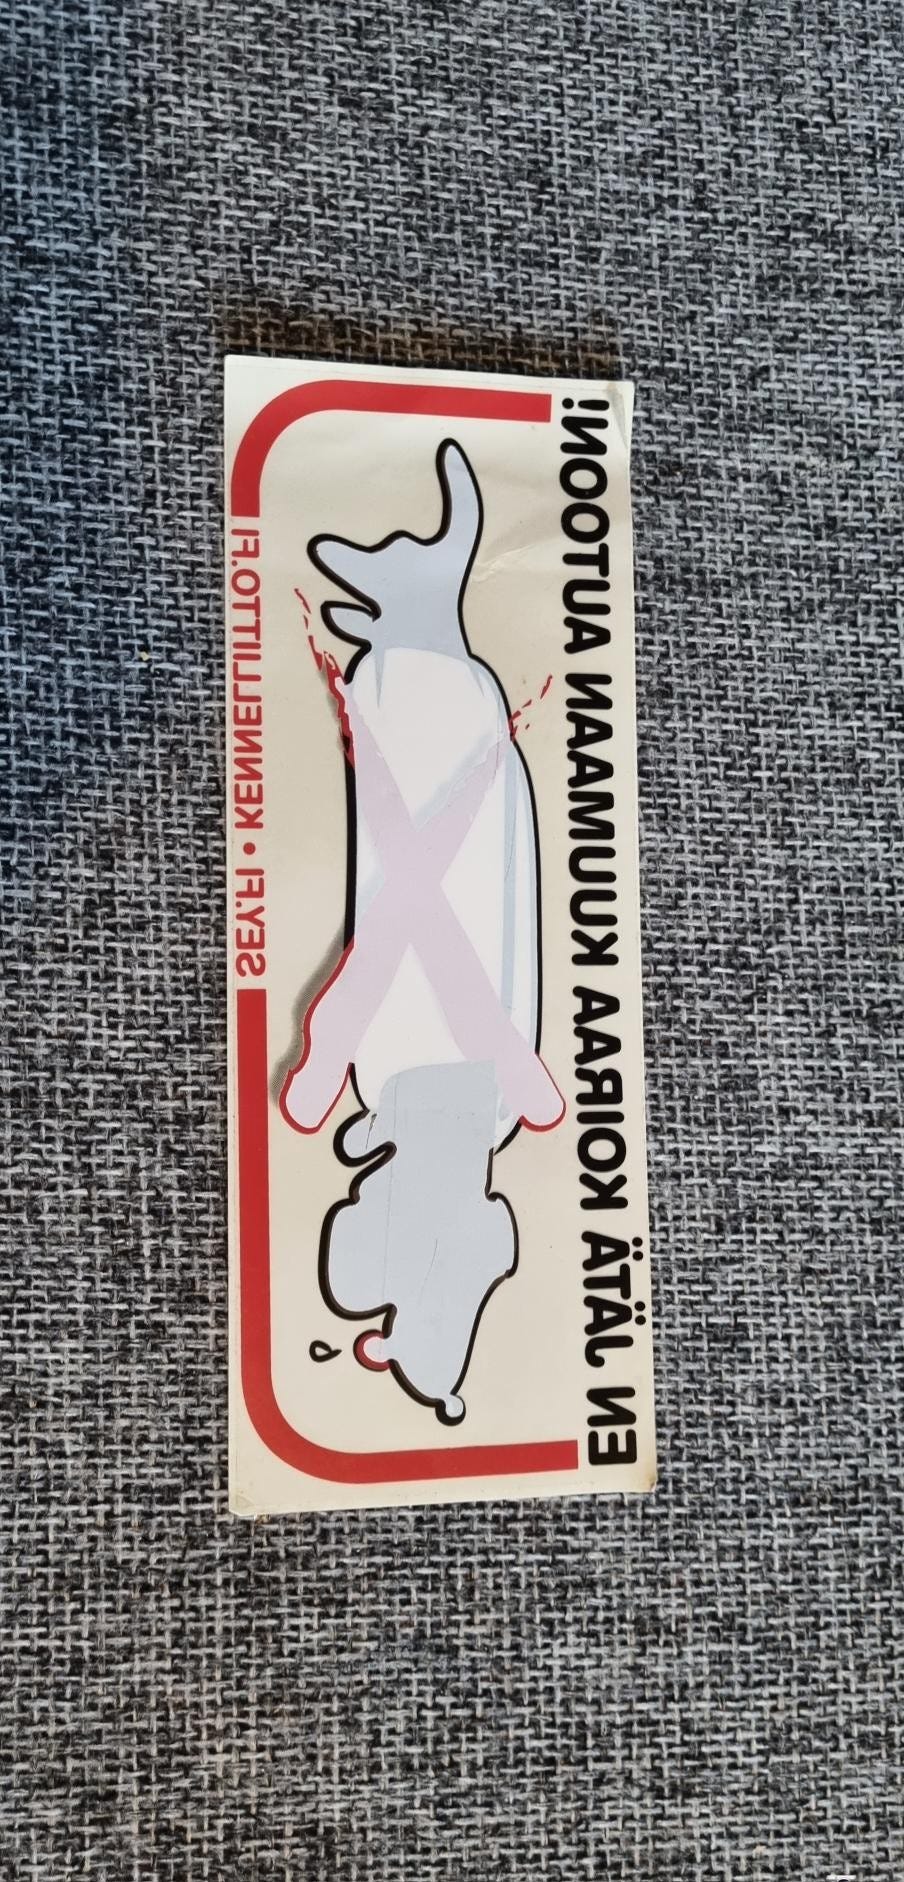 EN JÄTÄ KOIRAA KUUMAAN AUTOON!
SEY.FI • KENNELLIITTO.FI